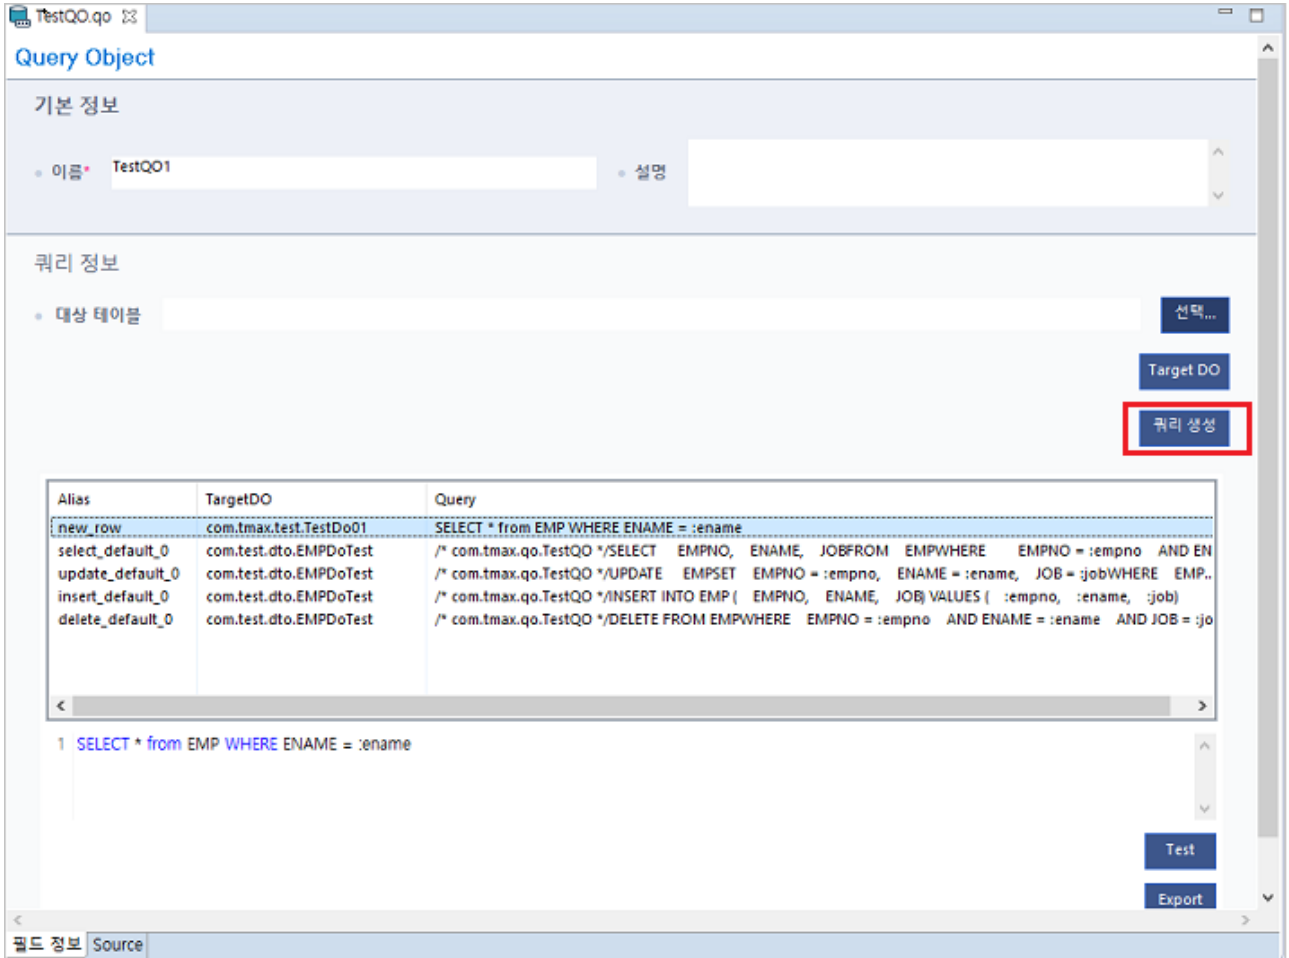 TestQO.qo
Query Object
기본 정보
이름* TestQO1 설명
쿼리 정보
대상 테이블 선택...
Target DO
쿼리 생성
Alias TargetDO Query
new_row com.tmax.test.TestDo01 SELECT * from EMP WHERE ENAME = :ename
select_default_0 com.test.dto.EMPDoTest /* com.tmax.qo.TestQO */SELECT EMPNO, ENAME, JOBFROM EMPWHERE EMPNO = :empno AND EN
update_default_0 com.test.dto.EMPDoTest /* com.tmax.qo.TestQO */UPDATE EMPSET EMPNO = :empno, ENAME = :ename, JOB = :jobWHERE EMP...
insert_default_0 com.test.dto.EMPDoTest /* com.tmax.qo.TestQO */INSERT INTO EMP ( EMPNO, ENAME, JOB) VALUES ( :empno, :ename, :job)
delete_default_0 com.test.dto.EMPDoTest /* com.tmax.qo.TestQO */DELETE FROM EMPWHERE EMPNO = :empno AND ENAME = :ename AND JOB = :jo
1 SELECT * from EMP WHERE ENAME = :ename
Test
Export
필드 정보 Source